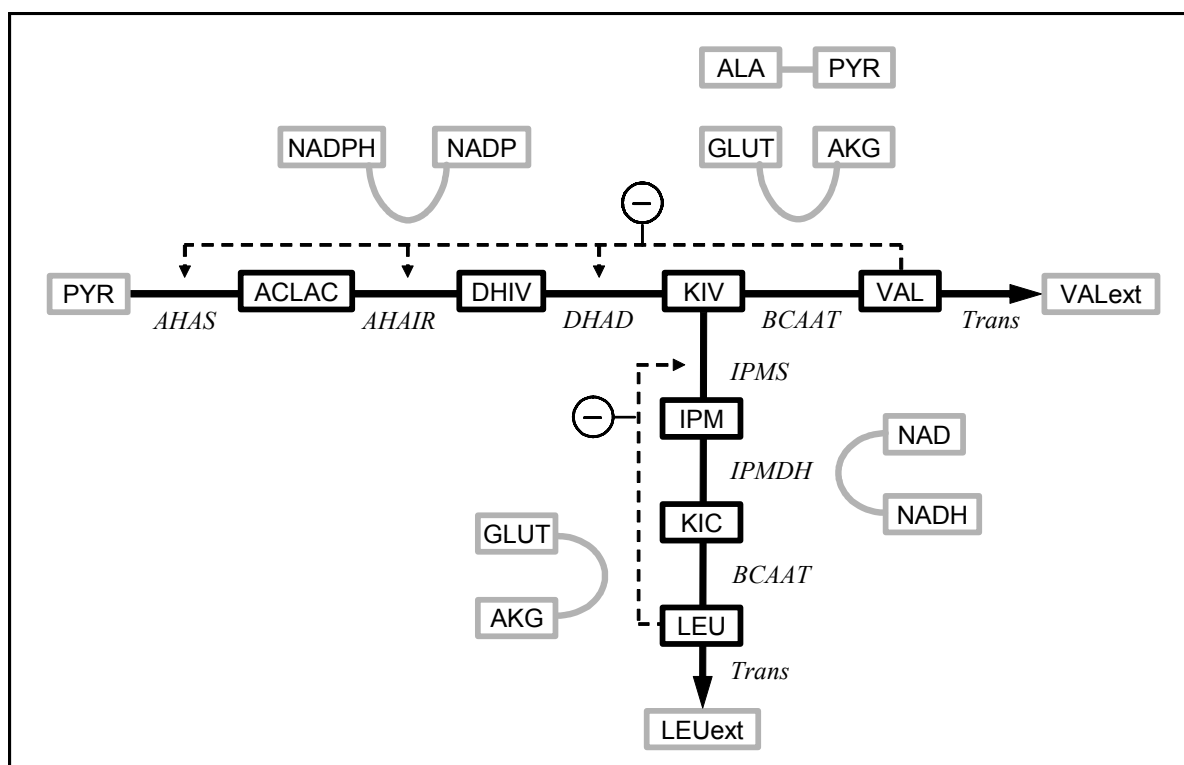 ALA PYR
NADPH NADP GLUT AKG
−
PYR ACLAC DHIV KIV VAL VALext
AHAS AHAIR DHAD BCAAT Trans
IPMS
− IPM
NAD
IPMDH
KIC NADH
GLUT
BCAAT
AKG LEU
Trans
LEUext